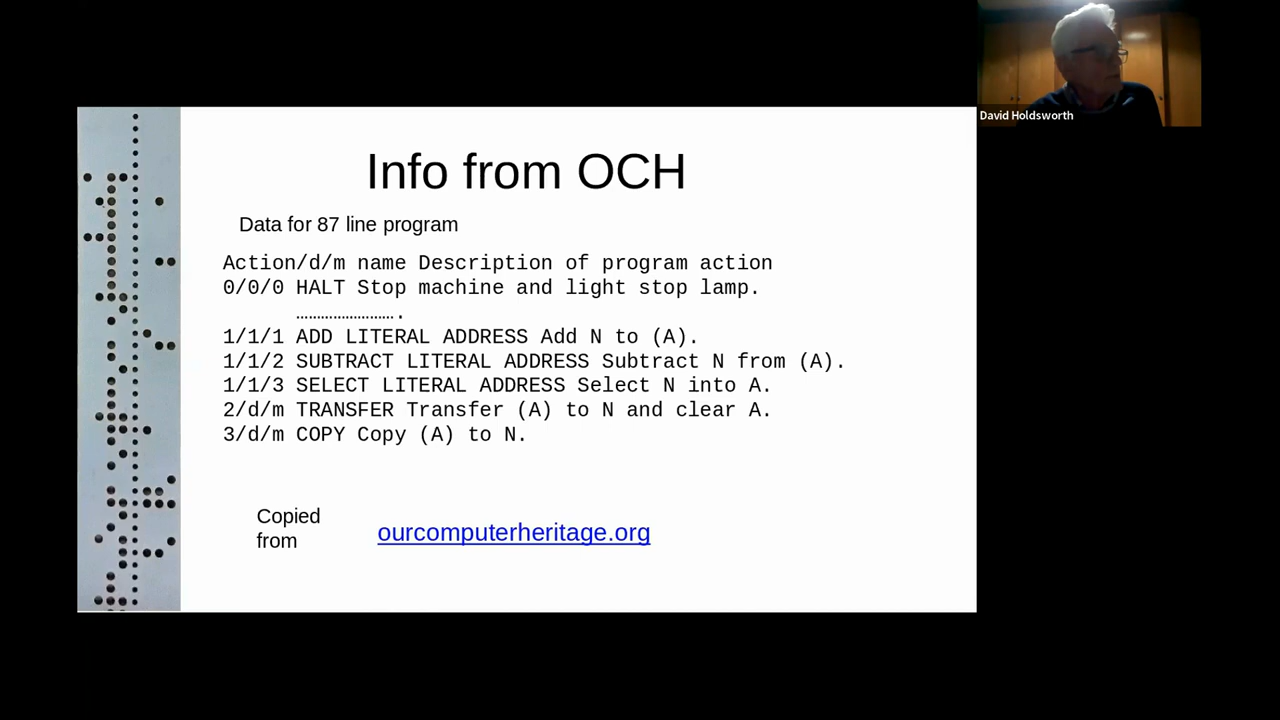 Info from OCH
Data for 87 line program
Action/d/m name Description of program action
0/0/0 HALT Stop machine and light stop lamp.
…………………….
1/1/1 ADD LITERAL ADDRESS Add N to (A).
1/1/2 SUBTRACT LITERAL ADDRESS Subtract N from (A).
1/1/3 SELECT LITERAL ADDRESS Select N into A.
2/d/m TRANSFER Transfer (A) to N and clear A.
3/d/m COPY Copy (A) to N.
Copied
from
ourcomputerheritage.org
David Holdsworth